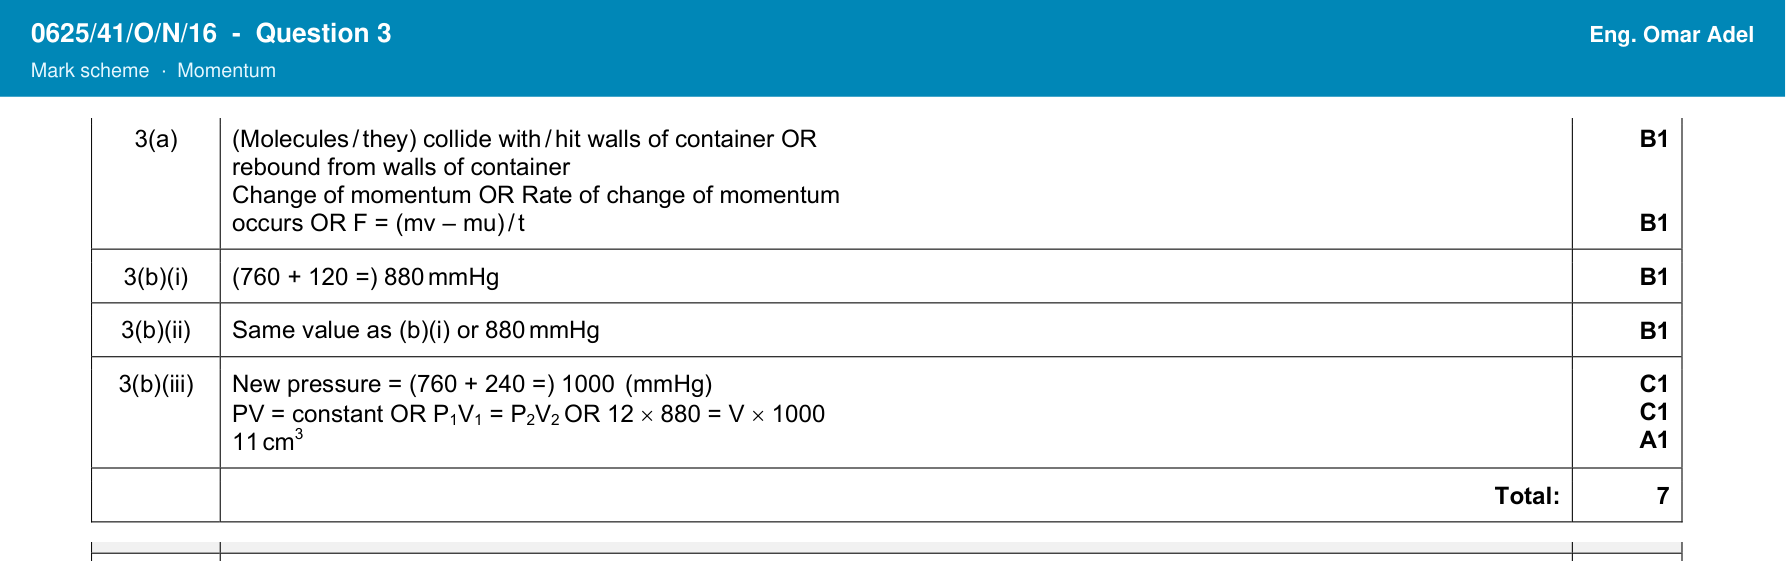 0625/41/O/N/16 - Question 3
Eng. Omar Adel
Mark scheme · Momentum
3(a) (Molecules/they) collide with/hit walls of container OR B1
rebound from walls of container
Change of momentum OR Rate of change of momentum
occurs OR F = (mv – mu)/t B1
3(b)(i) (760 + 120 =) 880 mmHg B1
3(b)(ii) Same value as (b)(i) or 880 mmHg B1
3(b)(iii) New pressure = (760 + 240 =) 1000 (mmHg) C1
PV = constant OR P₁V₁ = P₂V₂ OR 12 × 880 = V × 1000 C1
11 cm³ A1
Total: 7